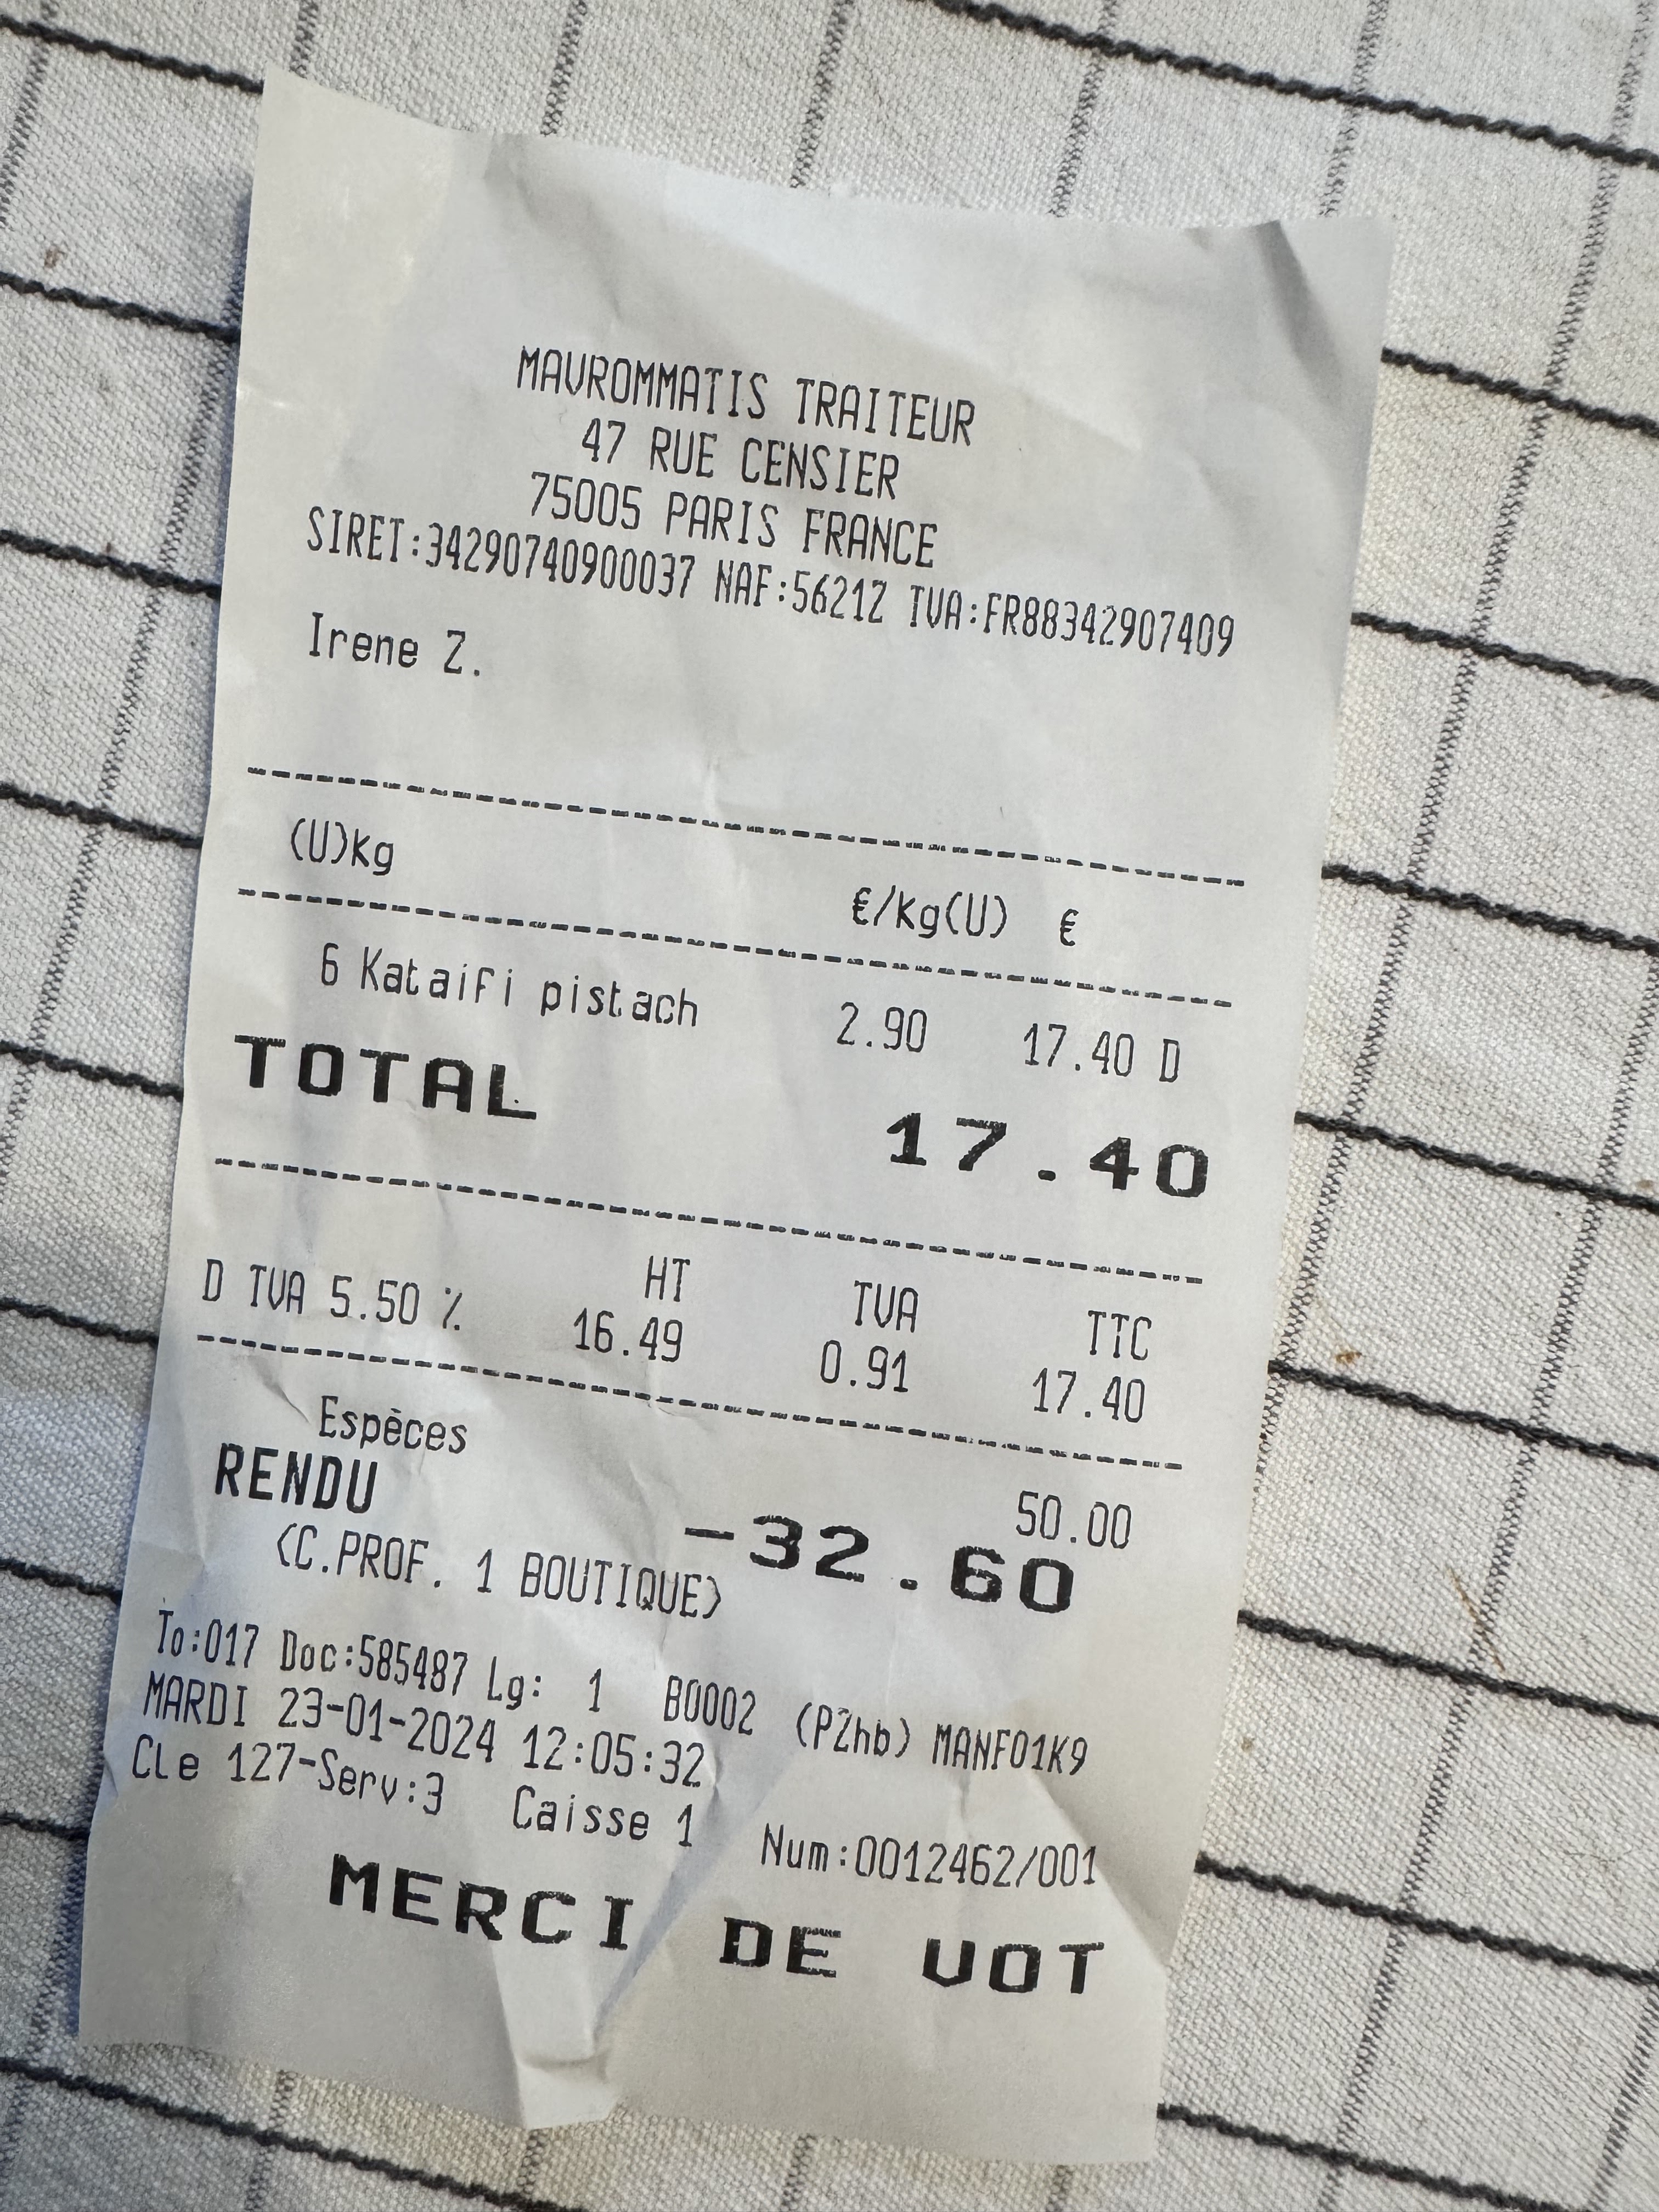 MAVROMMATIS TRAITEUR
47 RUE CENSIER
75005 PARIS FRANCE
SIRET:34290740900037 NAF:5621Z TVA:FR88342907409
Irene Z.
(U)Kg €/Kg(U) €
6 Kataifi pistach 2.90 17.40 D
TOTAL 17.40
HT TVA TTC
D TVA 5.50 % 16.49 0.91 17.40
Espèces 50.00
RENDU -32.60
(C.PROF. 1 BOUTIQUE)
To:017 Doc:585487 Lg: 1 B0002 (PZhb) MANF01K9
MARDI 23-01-2024 12:05:32
Cle 127-Serv:3 Caisse 1 Num:0012462/001
MERCI DE VOT